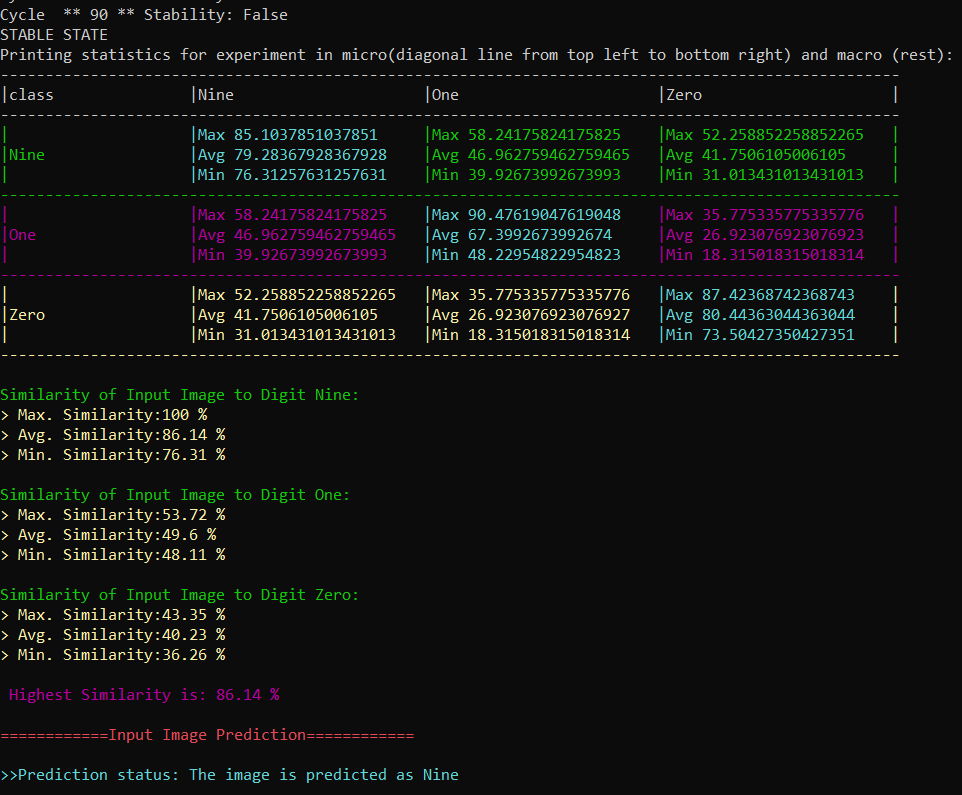 Cycle  ** 90 ** Stability: False
STABLE STATE
Printing statistics for experiment in micro(diagonal line from top left to bottom right) and macro (rest):
----------------------------------------------------------------------------------------------------
|class               |Nine                     |One                      |Zero                     |
----------------------------------------------------------------------------------------------------
|                    |Max 85.1037851037851     |Max 58.24175824175825    |Max 52.258852258852265   |
|Nine                |Avg 79.28367928367928    |Avg 46.962759462759465   |Avg 41.7506105006105     |
|                    |Min 76.31257631257631    |Min 39.92673992673993    |Min 31.013431013431013   |
----------------------------------------------------------------------------------------------------
|                    |Max 58.24175824175825    |Max 90.47619047619048    |Max 35.775335775335776   |
|One                 |Avg 46.962759462759465   |Avg 67.3992673992674     |Avg 26.923076923076923   |
|                    |Min 39.92673992673993    |Min 48.22954822954823    |Min 18.315018315018314   |
----------------------------------------------------------------------------------------------------
|                    |Max 52.258852258852265   |Max 35.775335775335776   |Max 87.42368742368743    |
|Zero                |Avg 41.7506105006105     |Avg 26.923076923076927   |Avg 80.44363044363044    |
|                    |Min 31.013431013431013   |Min 18.315018315018314   |Min 73.50427350427351    |
----------------------------------------------------------------------------------------------------
Similarity of Input Image to Digit Nine:
> Max. Similarity:100 %
> Avg. Similarity:86.14 %
> Min. Similarity:76.31 %
Similarity of Input Image to Digit One:
> Max. Similarity:53.72 %
> Avg. Similarity:49.6 %
> Min. Similarity:48.11 %
Similarity of Input Image to Digit Zero:
> Max. Similarity:43.35 %
> Avg. Similarity:40.23 %
> Min. Similarity:36.26 %
Highest Similarity is: 86.14 %
============Input Image Prediction============
>>Prediction status: The image is predicted as Nine